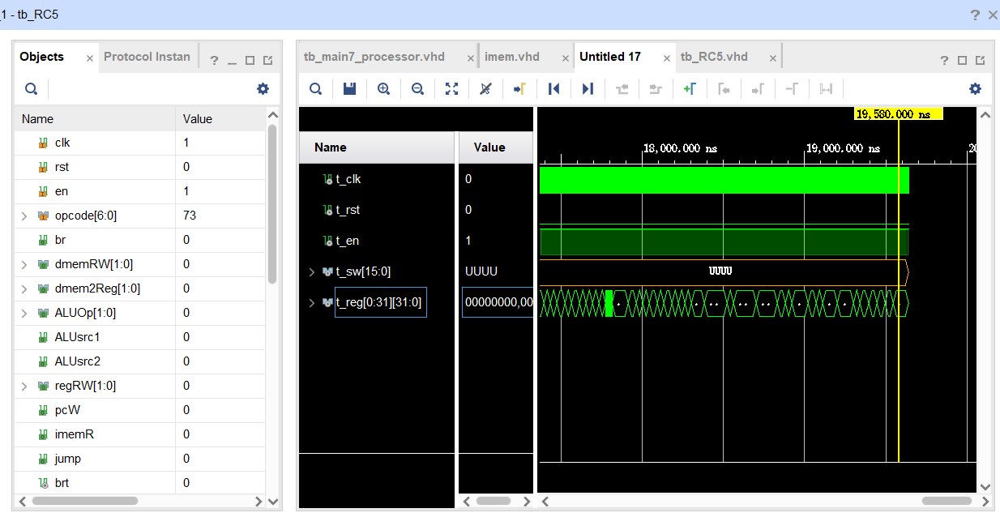 _1 - tb_RC5
? ×
Objects × Protocol Instan ?
Name Value
clk 1
rst 0
en 1
opcode[6:0] 73
br 0
dmemRW[1:0] 0
dmem2Reg[1:0] 0
ALUOp[1:0] 0
ALUsrc1 0
ALUsrc2 0
regRW[1:0] 0
pcW 0
imemR 0
jump 0
brt 0
tb_main7_processor.vhd × imem.vhd × Untitled 17 × tb_RC5.vhd × ?
Name Value
t_clk 0
t_rst 0
t_en 1
t_sw[15:0] UUUU
t_reg[0:31][31:0] 00000000,00
19,580.000 ns
18,000.000 ns 19,000.000 ns 20
UUUU